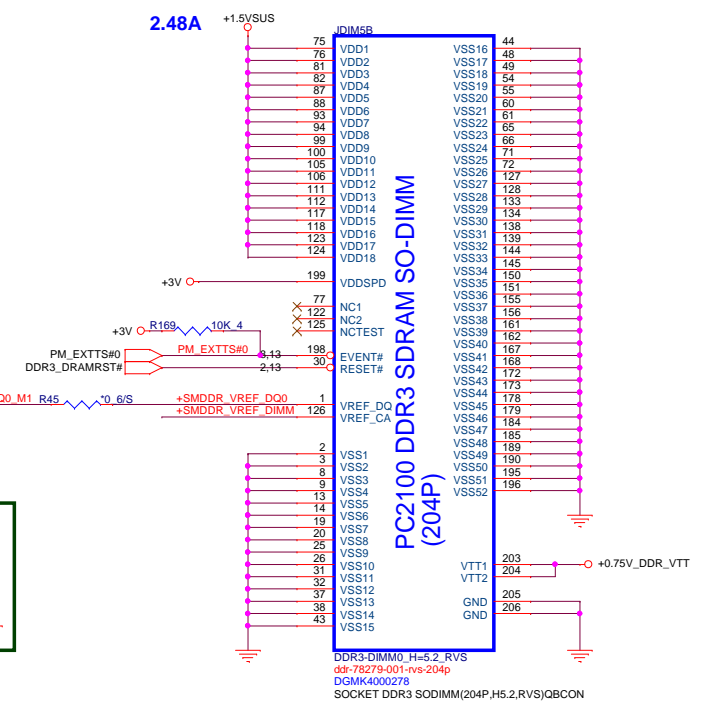 2.48A
+1.5VSUS
JDIM5B
75 VDD1 VSS16 44
76 VDD2 VSS17 48
81 VDD3 VSS18 49
82 VDD4 VSS19 54
87 VDD5 VSS20 55
88 VDD6 VSS21 60
93 VDD7 VSS22 61
94 VDD8 VSS23 65
99 VDD9 VSS24 66
100 VDD10 VSS25 71
105 VDD11 VSS26 72
106 VDD12 VSS27 127
111 VDD13 VSS28 128
112 VDD14 VSS29 133
117 VDD15 VSS30 134
118 VDD16 VSS31 138
123 VDD17 VSS32 139
124 VDD18 VSS33 144
VSS34 145
+3V 199 VDDSPD VSS35 150
VSS36 151
77 NC1 VSS37 155
122 NC2 VSS38 156
125 NCTEST VSS39 161
+3V R169 10K_4 VSS40 162
PM_EXTTS#0 PM_EXTTS#0 2,13 198 EVENT# VSS41 167
DDR3_DRAMRST# 2,13 30 RESET# VSS42 168
VSS43 172
VSS44 173
Q0_M1 R45 *0_6/S +SMDDR_VREF_DQ0 1 VREF_DQ VSS45 178
+SMDDR_VREF_DIMM 126 VREF_CA VSS46 179
VSS47 184
VSS48 185
2 VSS1 VSS49 189
3 VSS2 VSS50 190
8 VSS3 VSS51 195
9 VSS4 VSS52 196
13 VSS5
14 VSS6
19 VSS7
20 VSS8
25 VSS9
26 VSS10 VTT1 203 +0.75V_DDR_VTT
31 VSS11 VTT2 204
32 VSS12
37 VSS13 GND 205
38 VSS14 GND 206
43 VSS15
PC2100 DDR3 SDRAM SO-DIMM
(204P)
DDR3-DIMM0_H=5.2_RVS
ddr-78279-001-rvs-204p
DGMK4000278
SOCKET DDR3 SODIMM(204P,H5.2,RVS)QBCON